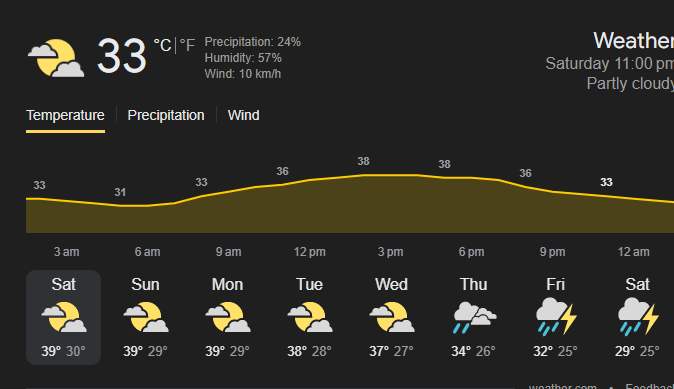 33 °C | °F
Precipitation: 24%
Humidity: 57%
Wind: 10 km/h
Weather
Saturday 11:00 pm
Partly cloudy
Temperature | Precipitation | Wind
33 31 33 36 38 38 36 33
3 am 6 am 9 am 12 pm 3 pm 6 pm 9 pm 12 am
Sat Sun Mon Tue Wed Thu Fri Sat
39° 30° 39° 29° 39° 29° 38° 28° 37° 27° 34° 26° 32° 25° 29° 25°
weather.com • Feedback